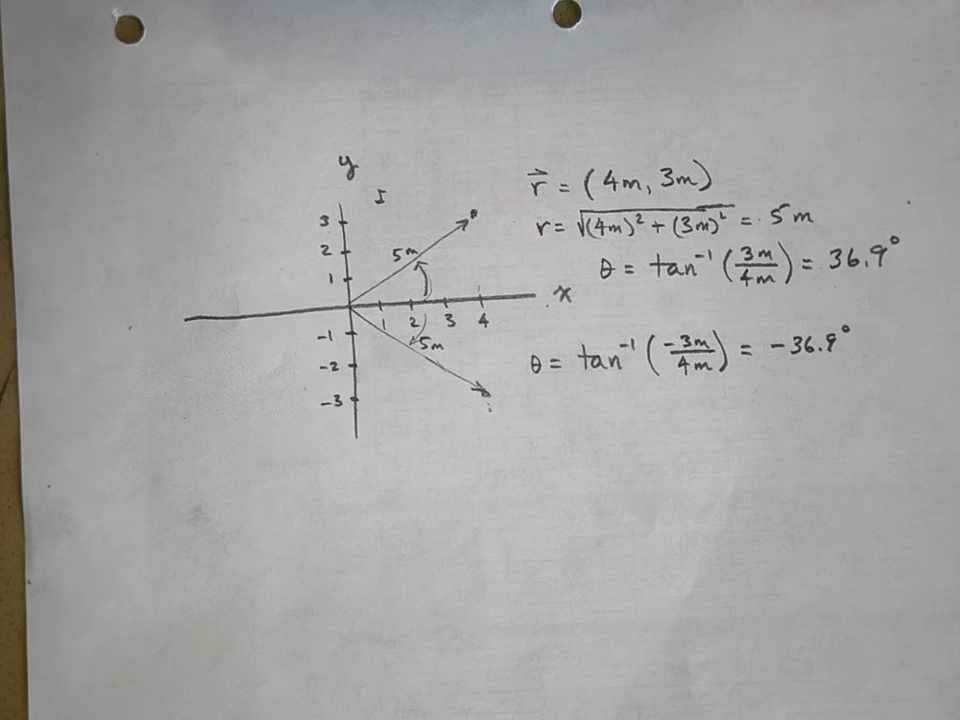 y
I
3
2
1
5m
x
1 2 3 4
-1
-2
-3
5m
r⃗ = (4m, 3m)
r = √((4m)² + (3m)²) = 5m
θ = tan⁻¹ (3m/4m) = 36.9°
θ = tan⁻¹ (-3m/4m) = -36.9°